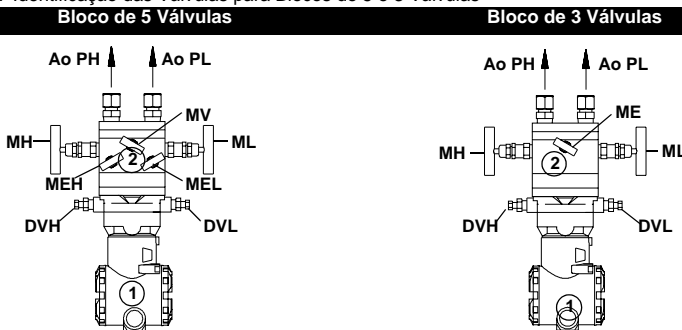 Bloco de 5 Válvulas
Bloco de 3 Válvulas
Ao PH
Ao PL
MV
MH
ML
2
MEH
MEL
DVH
DVL
1
Ao PH
Ao PL
ME
MH
ML
2
DVH
DVL
1